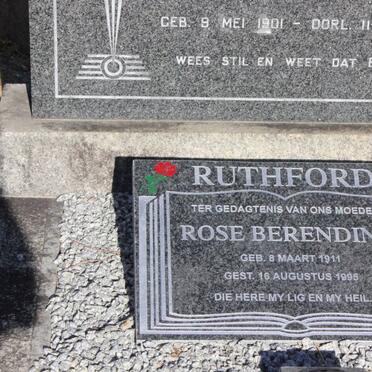 GEB. 9 MEI 1901 - OORL. 11
WEES STIL EN WEET DAT
RUTHFORD
TER GEDAGTENIS VAN ONS MOEDE
ROSE BERENDIN
GEB. 8 MAART 1911
GEST. 16 AUGUSTUS 1995
DIE HERE MY LIG EN MY HEIL.